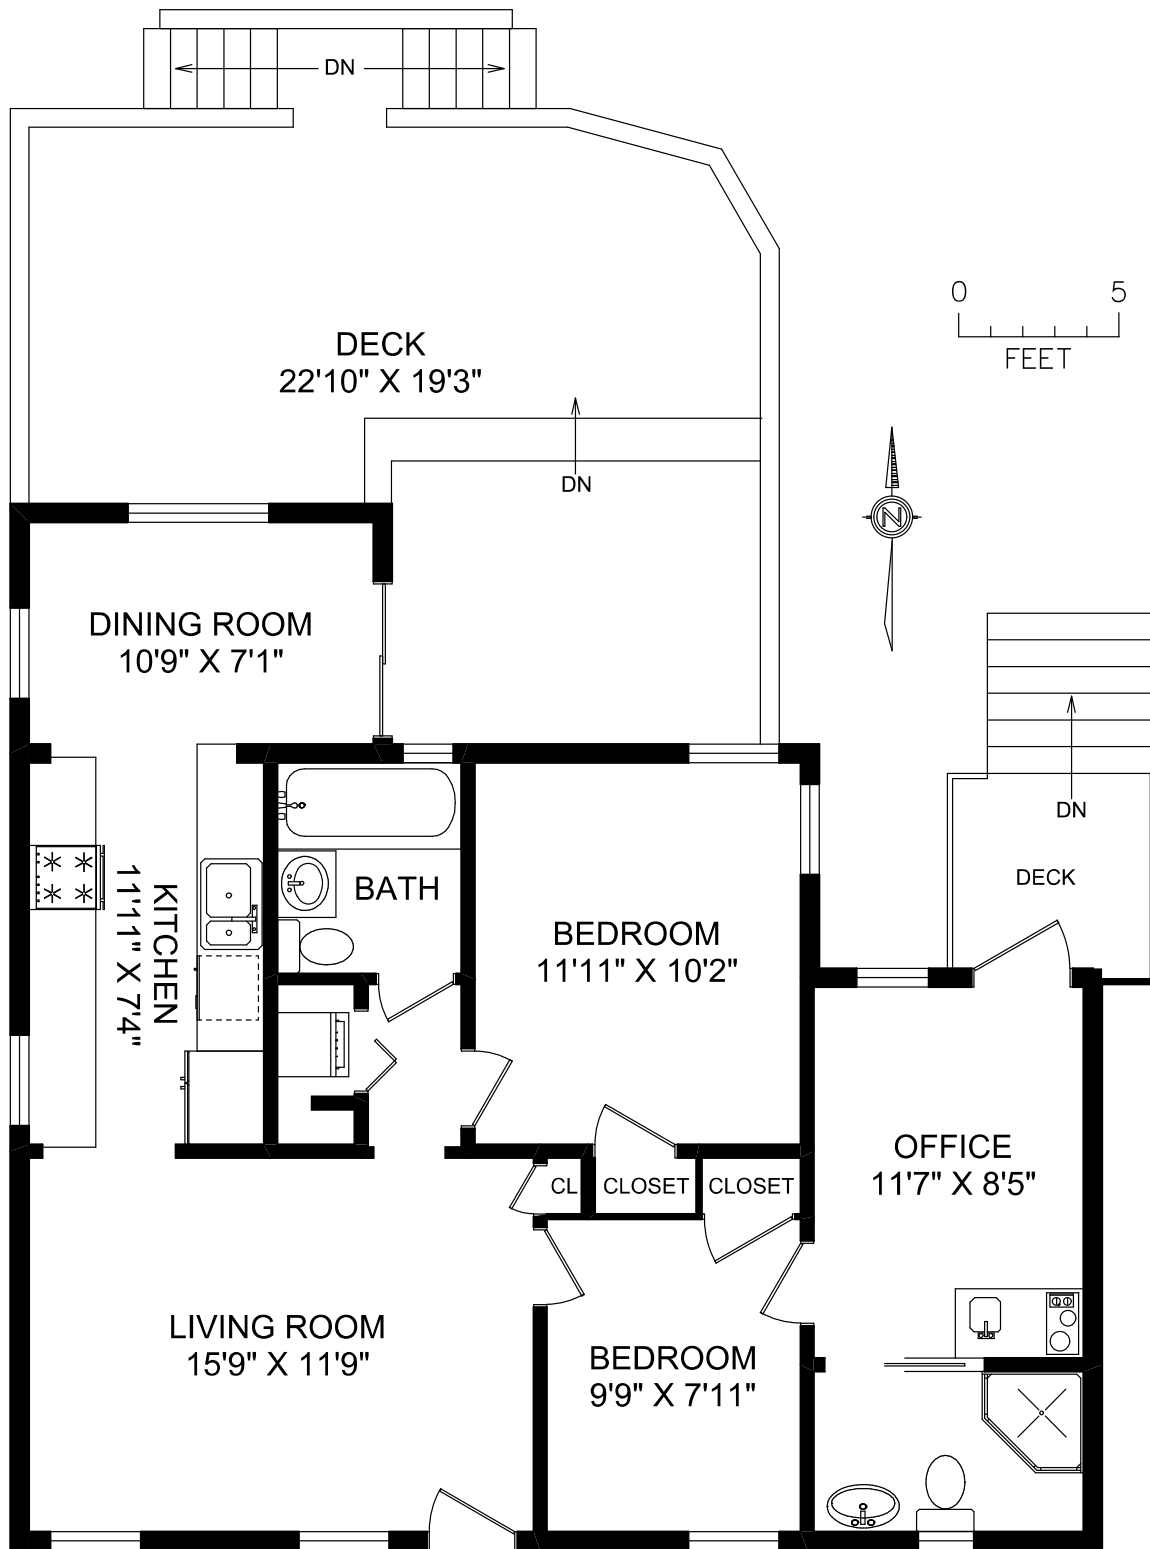 DN
0 5
FEET
DECK
22'10" X 19'3"
DN
N
DINING ROOM
10'9" X 7'1"
DN
DECK
KITCHEN
11'11" X 7'4"
BATH
BEDROOM
11'11" X 10'2"
OFFICE
11'7" X 8'5"
CL
CLOSET
CLOSET
LIVING ROOM
15'9" X 11'9"
BEDROOM
9'9" X 7'11"